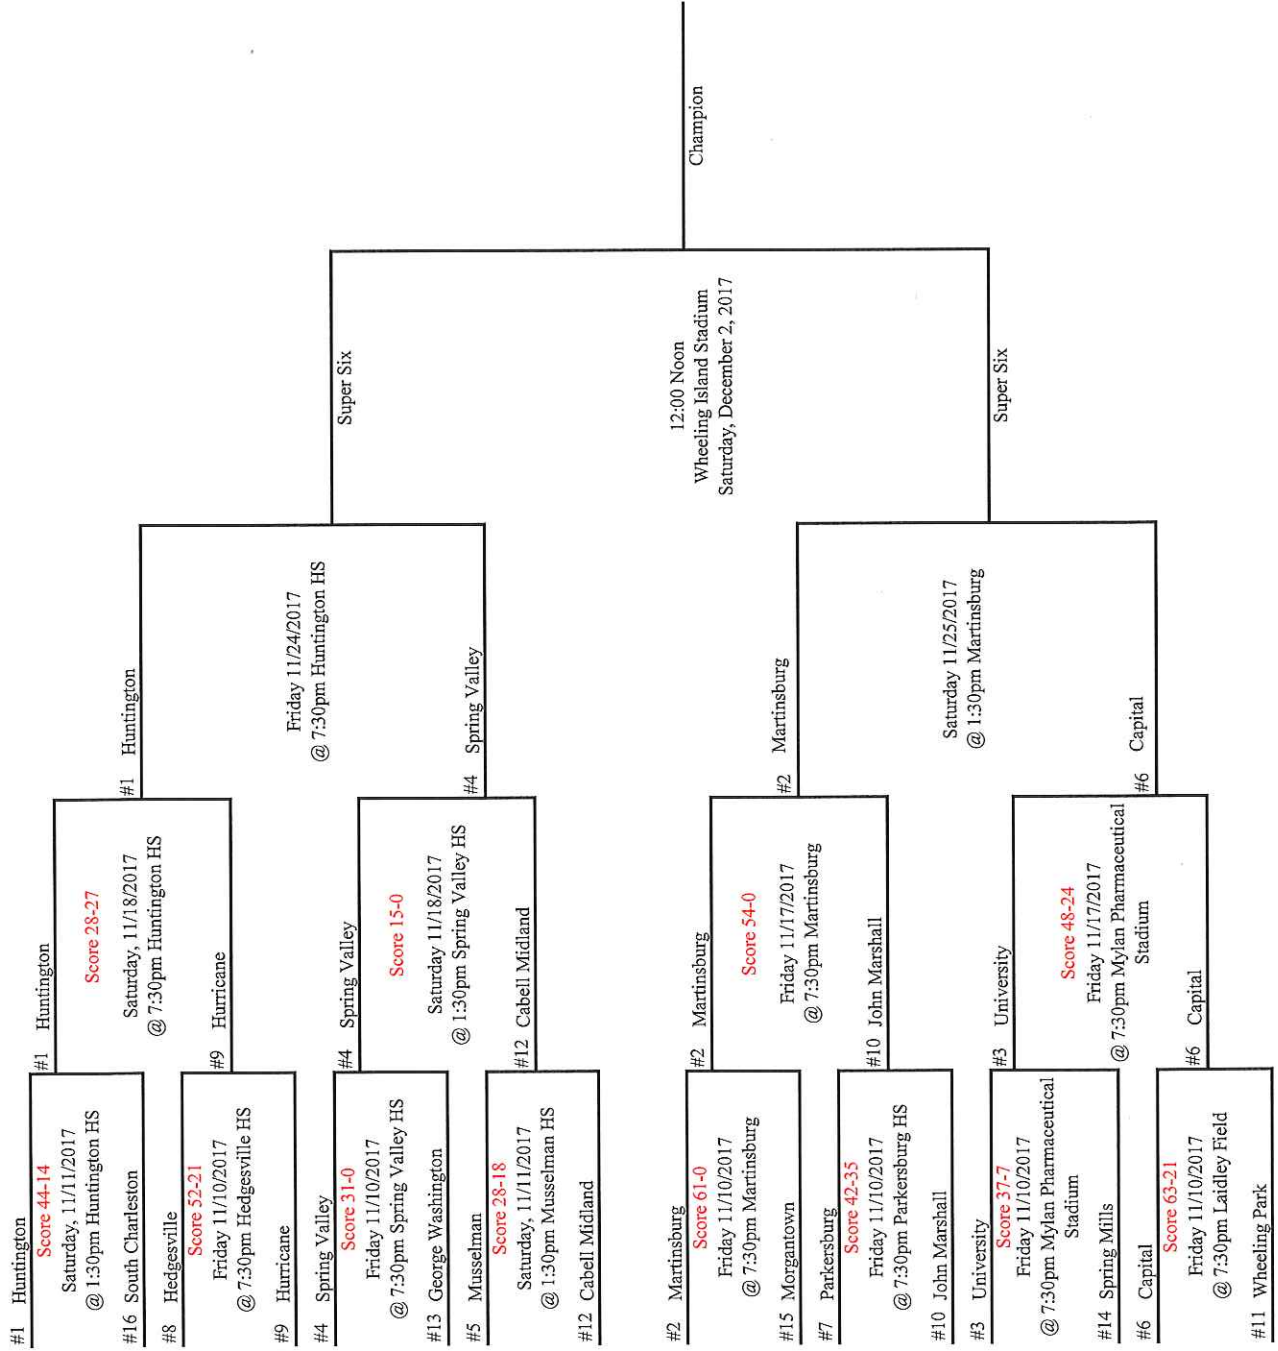 #1 Huntington
Score 44-14
Saturday, 11/11/2017
@ 1:30pm Huntington HS
#16 South Charleston
#8 Hedgesville
Score 52-21
Friday 11/10/2017
@ 7:30pm Hedgesville HS
#9 Hurricane
#4 Spring Valley
Score 31-0
Friday 11/10/2017
@ 7:30pm Spring Valley HS
#13 George Washington
#5 Musselman
Score 28-18
Saturday, 11/11/2017
@ 1:30pm Musselman HS
#12 Cabell Midland
#2 Martinsburg
Score 61-0
Friday 11/10/2017
@ 7:30pm Martinsburg
#15 Morgantown
#7 Parkersburg
Score 42-35
Friday 11/10/2017
@ 7:30pm Parkersburg HS
#10 John Marshall
#3 University
Score 37-7
Friday 11/10/2017
@ 7:30pm Mylan Pharmaceutical
Stadium
#14 Spring Mills
#6 Capital
Score 63-21
Friday 11/10/2017
@ 7:30pm Laidley Field
#11 Wheeling Park
#1 Huntington
Score 28-27
Saturday, 11/18/2017
@ 7:30pm Huntington HS
#9 Hurricane
#4 Spring Valley
Score 15-0
Saturday 11/18/2017
@ 1:30pm Spring Valley HS
#12 Cabell Midland
#2 Martinsburg
Score 54-0
Friday 11/17/2017
@ 7:30pm Martinsburg
#10 John Marshall
#3 University
Score 48-24
Friday 11/17/2017
@ 7:30pm Mylan Pharmaceutical
Stadium
#6 Capital
#1 Huntington
Friday 11/24/2017
@ 7:30pm Huntington HS
#4 Spring Valley
#2 Martinsburg
Saturday 11/25/2017
@ 1:30pm Martinsburg
#6 Capital
Super Six
12:00 Noon
Wheeling Island Stadium
Saturday, December 2, 2017
Super Six
Champion